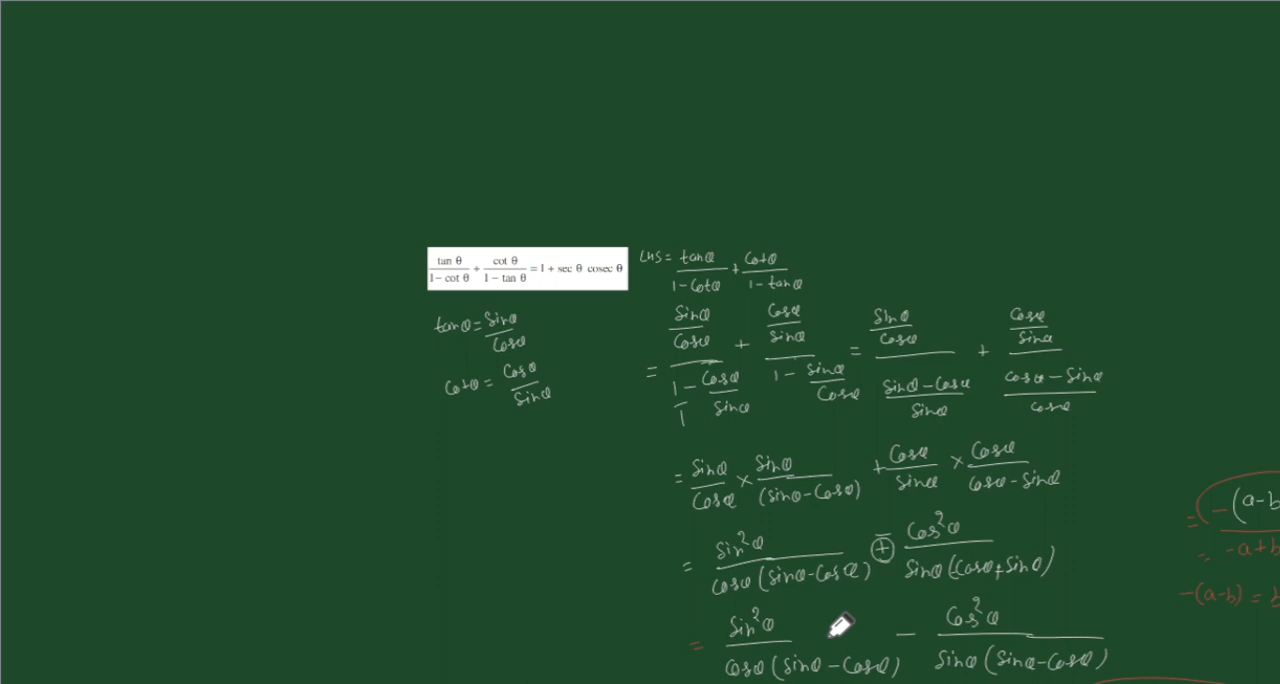 tan θ / 1 − cot θ + cot θ / 1 − tan θ = 1 + sec θ cosec θ
LHS = tanθ / 1 - Cotθ + Cotθ / 1 - tanθ
tanθ = Sinθ / Cosθ
Cotθ = Cosθ / Sinθ
= (Sinθ / Cosθ) / (1/1 - Cosθ / Sinθ) + (Cosθ / Sinθ) / (1 - Sinθ / Cosθ) = (Sinθ / Cosθ) / ((Sinθ - Cosθ) / Sinθ) + (Cosθ / Sinθ) / ((Cosθ - Sinθ) / Cosθ)
= Sinθ / Cosθ × Sinθ / (Sinθ - Cosθ) + Cosθ / Sinθ × Cosθ / Cosθ - Sinθ
= Sin²θ / Cosθ (Sinθ - Cosθ) + Cos²θ / Sinθ (Cosθ + Sinθ)
= Sin²θ / Cosθ (Sinθ - Cosθ) - Cos²θ / Sinθ (Sinθ - Cosθ)
= - (a-b
= -a+b
-(a-b) =